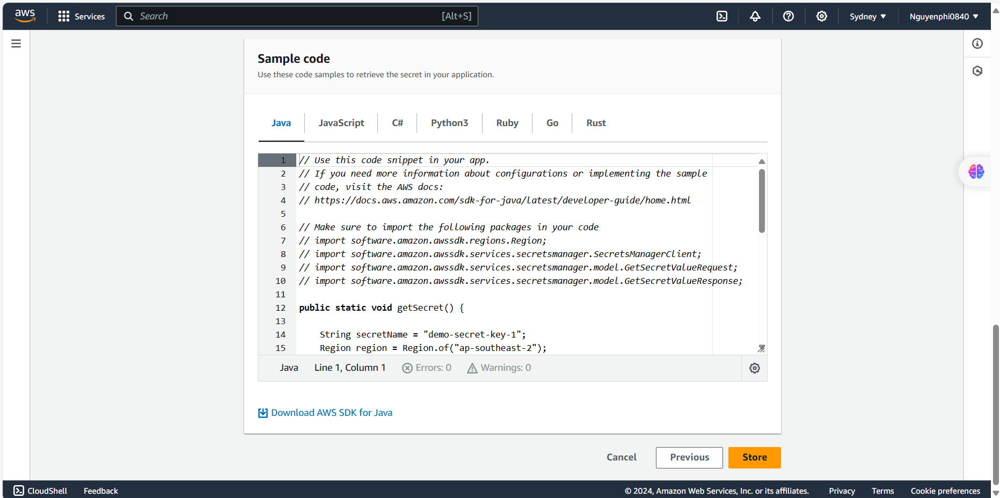 aws
Services
Search
[Alt+S]
Sydney ▼
Nguyenphi0840 ▼
Sample code
Use these code samples to retrieve the secret in your application.
Java
JavaScript
C#
Python3
Ruby
Go
Rust
1 // Use this code snippet in your app.
2 // If you need more information about configurations or implementing the sample
3 // code, visit the AWS docs:
4 // https://docs.aws.amazon.com/sdk-for-java/latest/developer-guide/home.html
5
6 // Make sure to import the following packages in your code
7 // import software.amazon.awssdk.regions.Region;
8 // import software.amazon.awssdk.services.secretsmanager.SecretsManagerClient;
9 // import software.amazon.awssdk.services.secretsmanager.model.GetSecretValueRequest;
10 // import software.amazon.awssdk.services.secretsmanager.model.GetSecretValueResponse;
11
12 public static void getSecret() {
13
14     String secretName = "demo-secret-key-1";
15     Region region = Region.of("ap-southeast-2");
Java
Line 1, Column 1
Errors: 0
Warnings: 0
Download AWS SDK for Java
Cancel
Previous
Store
CloudShell
Feedback
© 2024, Amazon Web Services, Inc. or its affiliates.
Privacy
Terms
Cookie preferences